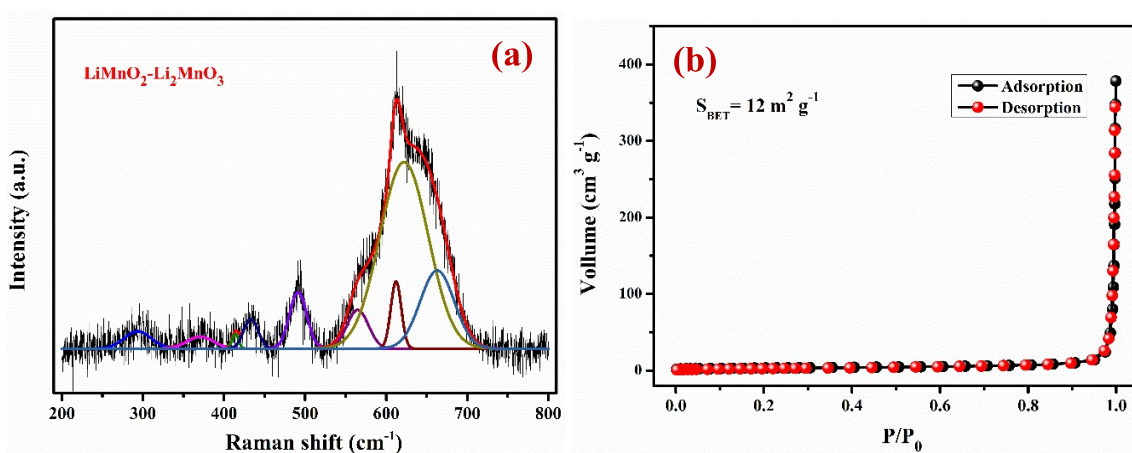 (a)
LiMnO₂-Li₂MnO₃
Intensity (a.u.)
200 300 400 500 600 700 800
Raman shift (cm⁻¹)
(b)
S_BET= 12 m² g⁻¹
Adsorption
Desorption
Vollume (cm³ g⁻¹)
400
300
200
100
0
0.0 0.2 0.4 0.6 0.8 1.0
P/P₀